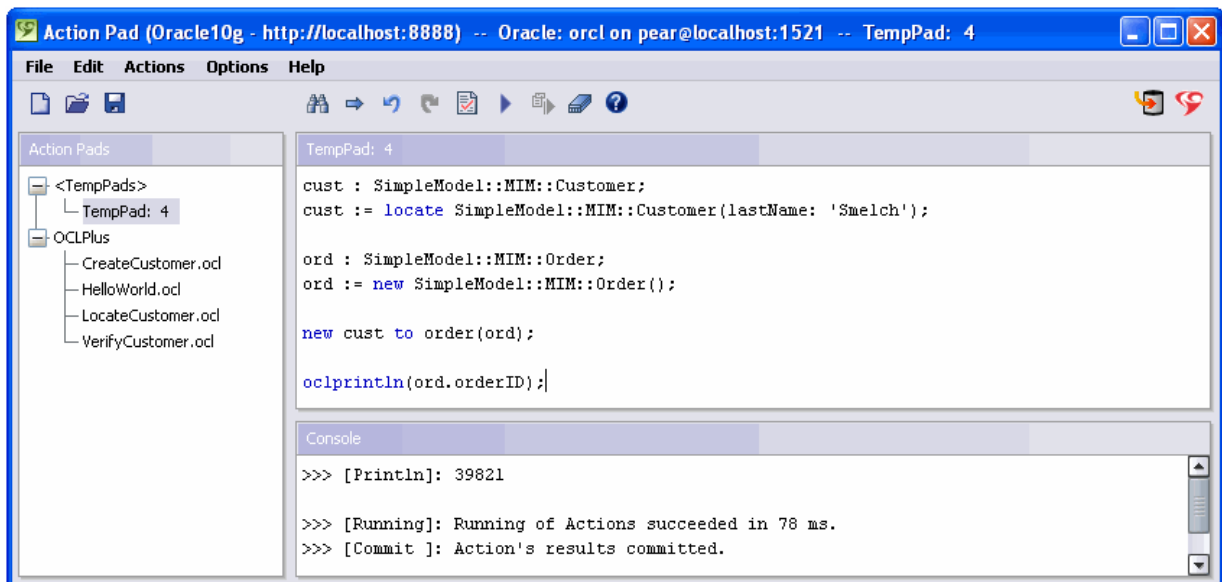 Action Pad (Oracle10g - http://localhost:8888) -- Oracle: orcl on pear@localhost:1521 -- TempPad: 4
File Edit Actions Options Help
Action Pads
<TempPads>
TempPad: 4
OCLPlus
CreateCustomer.ocl
HelloWorld.ocl
LocateCustomer.ocl
VerifyCustomer.ocl
TempPad: 4
cust : SimpleModel::MIM::Customer;
cust := locate SimpleModel::MIM::Customer(lastName: 'Smelch');
ord : SimpleModel::MIM::Order;
ord := new SimpleModel::MIM::Order();
new cust to order(ord);
oclprintln(ord.orderID);
Console
>>> [Println]: 39821
>>> [Running]: Running of Actions succeeded in 78 ms.
>>> [Commit ]: Action's results committed.